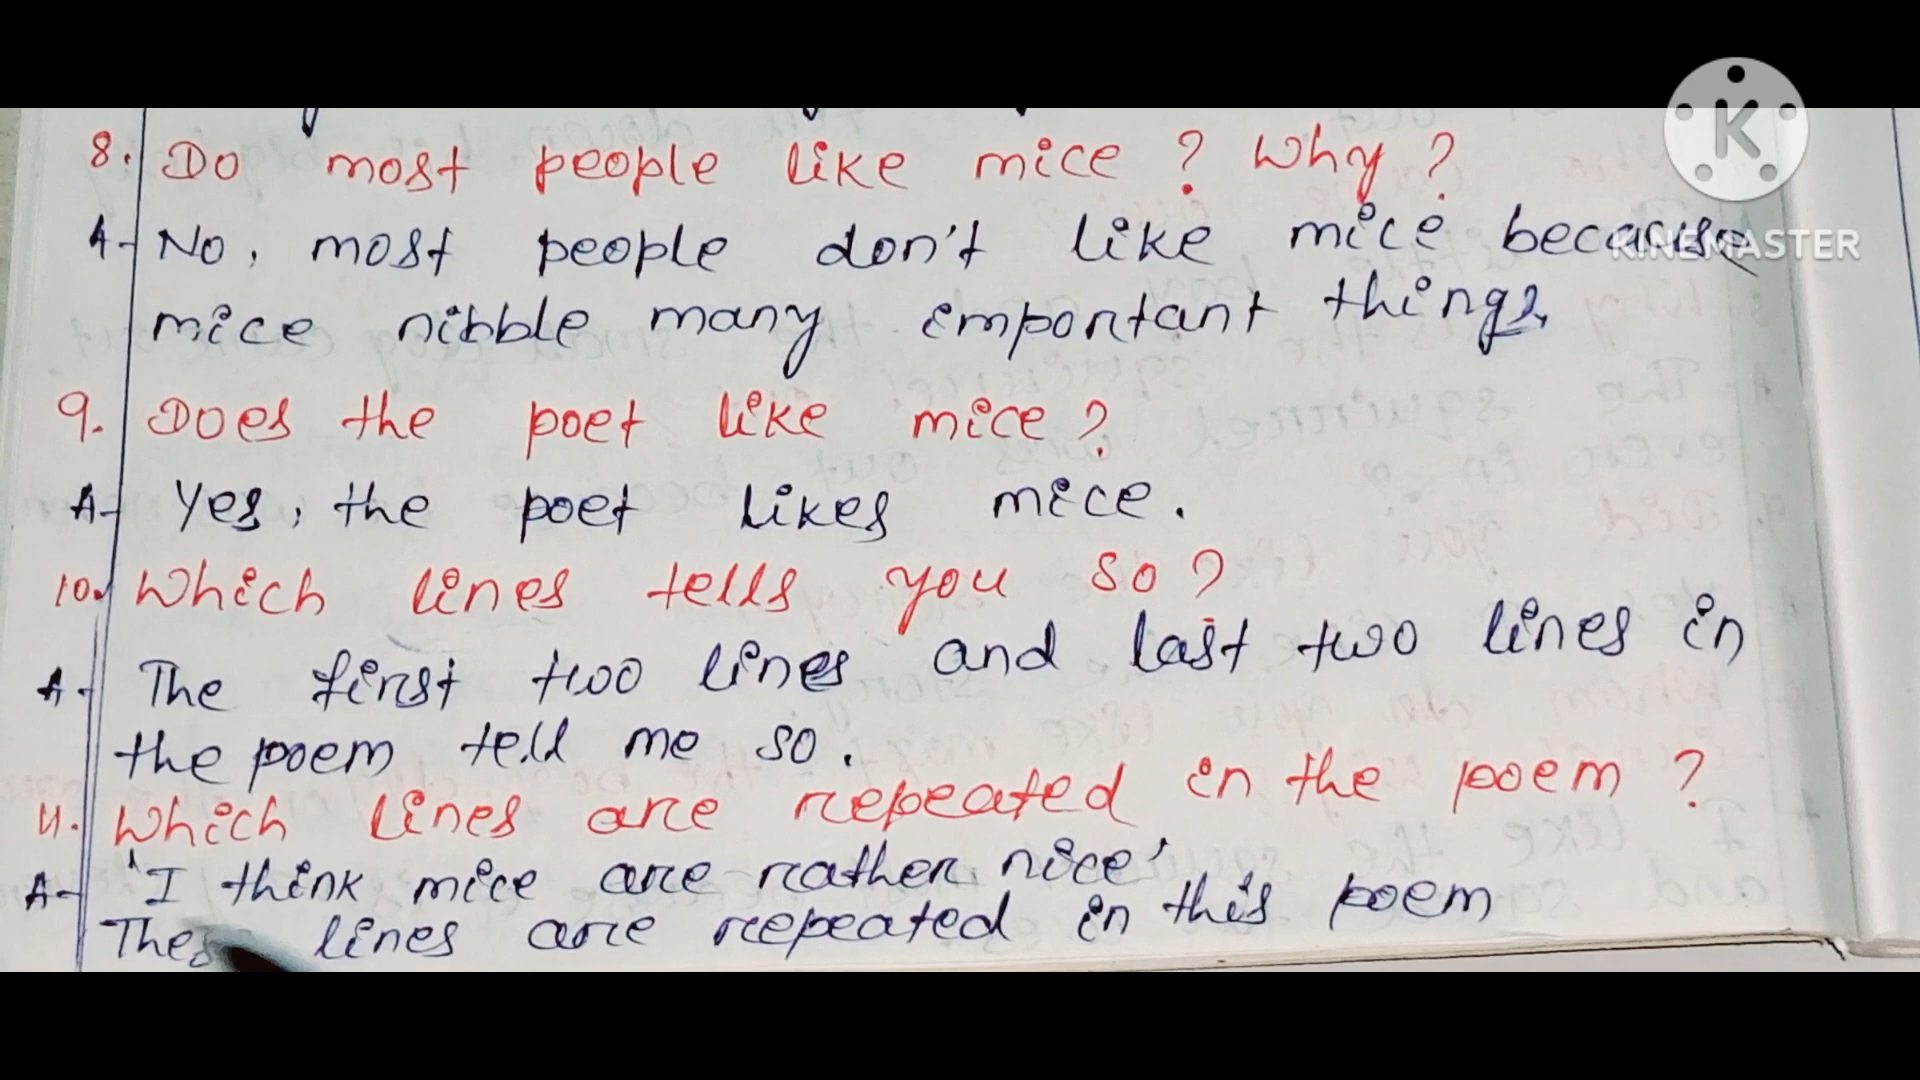 8. Do most people like mice ? Why ?
A- No, most people don't like mice because
mice nibble many important things,
9. Does the poet like mice ?
A- Yes, the poet likes mice.
10. Which lines tells you so ?
A- The first two lines and last two lines in
the poem tell me so.
11. Which lines are repeated in the poem ?
A- 'I think mice are rather nice'
lines are repeated in this poem
K
KINEMASTER